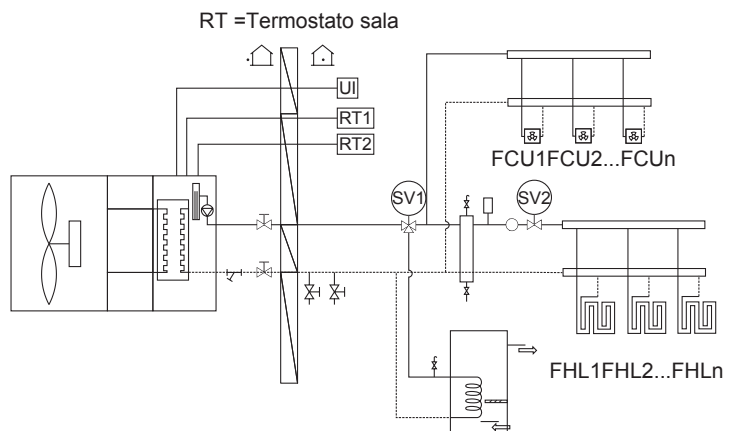 RT =Termostato sala
UI
RT1
RT2
FCU1FCU2...FCUn
SV1
SV2
FHL1FHL2...FHLn